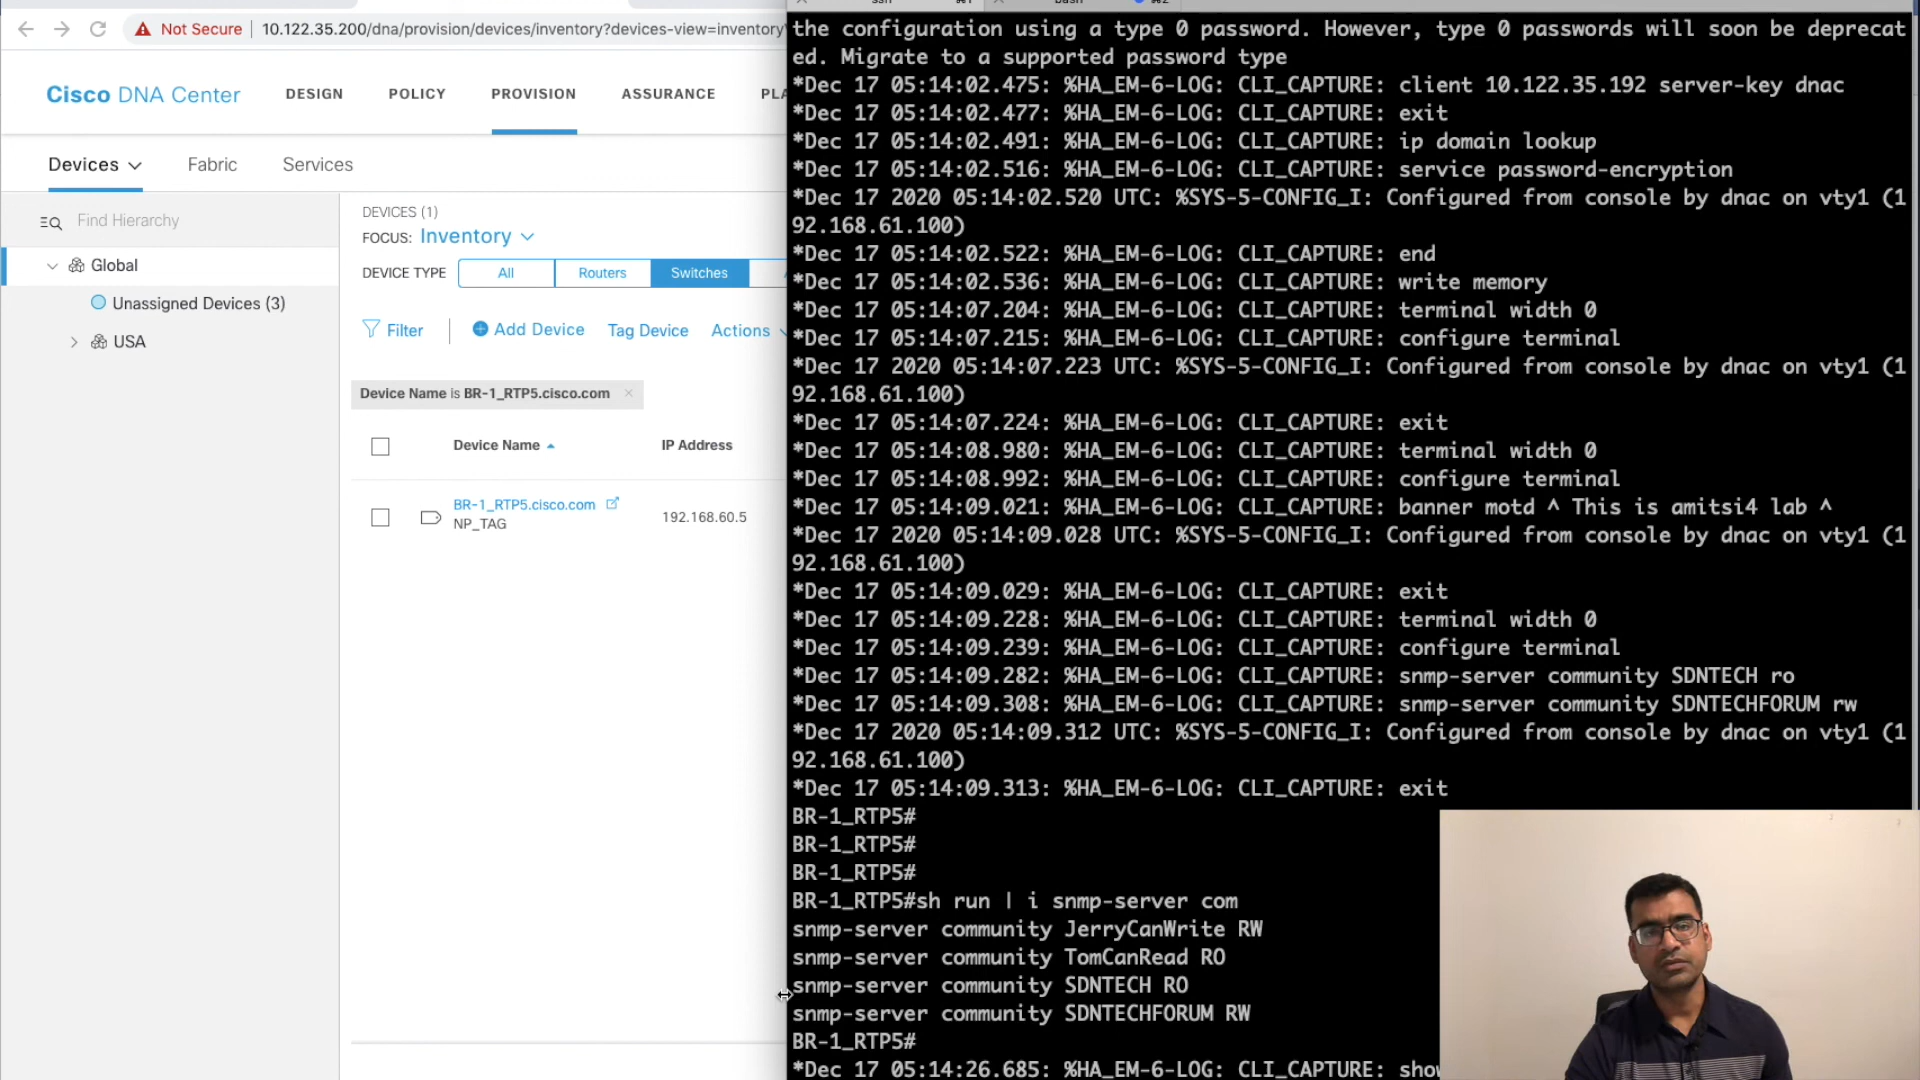 ssh
⌘1
bash
⌘2
Not Secure
10.122.35.200/dna/provision/devices/inventory?devices-view=inventory
Cisco DNA Center
DESIGN
POLICY
PROVISION
ASSURANCE
Devices
Fabric
Services
Find Hierarchy
Global
Unassigned Devices (3)
USA
DEVICES (1)
FOCUS: Inventory
DEVICE TYPE
All
Routers
Switches
Filter
Add Device
Tag Device
Actions
Device Name is BR-1_RTP5.cisco.com ×
Device Name
IP Address
BR-1_RTP5.cisco.com
NP_TAG
192.168.60.5
the configuration using a type 0 password. However, type 0 passwords will soon be deprecat
ed. Migrate to a supported password type
*Dec 17 05:14:02.475: %HA_EM-6-LOG: CLI_CAPTURE: client 10.122.35.192 server-key dnac
*Dec 17 05:14:02.477: %HA_EM-6-LOG: CLI_CAPTURE: exit
*Dec 17 05:14:02.491: %HA_EM-6-LOG: CLI_CAPTURE: ip domain lookup
*Dec 17 05:14:02.516: %HA_EM-6-LOG: CLI_CAPTURE: service password-encryption
*Dec 17 2020 05:14:02.520 UTC: %SYS-5-CONFIG_I: Configured from console by dnac on vty1 (1
92.168.61.100)
*Dec 17 05:14:02.522: %HA_EM-6-LOG: CLI_CAPTURE: end
*Dec 17 05:14:02.536: %HA_EM-6-LOG: CLI_CAPTURE: write memory
*Dec 17 05:14:07.204: %HA_EM-6-LOG: CLI_CAPTURE: terminal width 0
*Dec 17 05:14:07.215: %HA_EM-6-LOG: CLI_CAPTURE: configure terminal
*Dec 17 2020 05:14:07.223 UTC: %SYS-5-CONFIG_I: Configured from console by dnac on vty1 (1
92.168.61.100)
*Dec 17 05:14:07.224: %HA_EM-6-LOG: CLI_CAPTURE: exit
*Dec 17 05:14:08.980: %HA_EM-6-LOG: CLI_CAPTURE: terminal width 0
*Dec 17 05:14:08.992: %HA_EM-6-LOG: CLI_CAPTURE: configure terminal
*Dec 17 05:14:09.021: %HA_EM-6-LOG: CLI_CAPTURE: banner motd ^ This is amitsi4 lab ^
*Dec 17 2020 05:14:09.028 UTC: %SYS-5-CONFIG_I: Configured from console by dnac on vty1 (1
92.168.61.100)
*Dec 17 05:14:09.029: %HA_EM-6-LOG: CLI_CAPTURE: exit
*Dec 17 05:14:09.228: %HA_EM-6-LOG: CLI_CAPTURE: terminal width 0
*Dec 17 05:14:09.239: %HA_EM-6-LOG: CLI_CAPTURE: configure terminal
*Dec 17 05:14:09.282: %HA_EM-6-LOG: CLI_CAPTURE: snmp-server community SDNTECH ro
*Dec 17 05:14:09.308: %HA_EM-6-LOG: CLI_CAPTURE: snmp-server community SDNTECHFORUM rw
*Dec 17 2020 05:14:09.312 UTC: %SYS-5-CONFIG_I: Configured from console by dnac on vty1 (1
92.168.61.100)
*Dec 17 05:14:09.313: %HA_EM-6-LOG: CLI_CAPTURE: exit
BR-1_RTP5#
BR-1_RTP5#
BR-1_RTP5#
BR-1_RTP5#sh run | i snmp-server com
snmp-server community JerryCanWrite RW
snmp-server community TomCanRead RO
snmp-server community SDNTECH RO
snmp-server community SDNTECHFORUM RW
BR-1_RTP5#
*Dec 17 05:14:26.685: %HA_EM-6-LOG: CLI_CAPTURE: